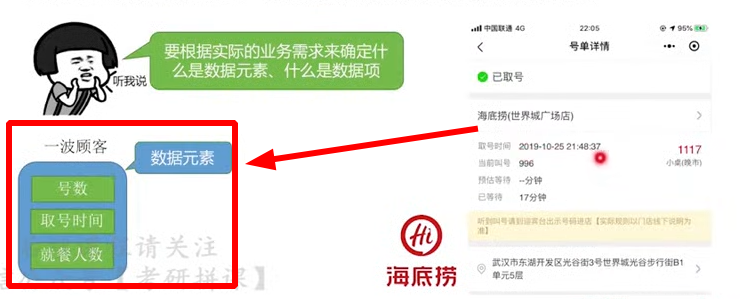 要根据实际的业务需求来确定什
么是数据元素、什么是数据项
听我说
一波顾客
数据元素
号数
取号时间
就餐人数
请关注
【考研拼课】
Hi
海底捞
中国联通 4G
22:05
95%
号单详情
已取号
海底捞(世界城广场店)
取号时间 2019-10-25 21:48:37
1117
当前叫号 996
小桌(晚市)
预估等待 --分钟
已等待 17分钟
听到叫号请到迎宾台出示号码进店【实际规则以门店线下说明为
准】
武汉市东湖开发区光谷街3号世界城光谷步行街B1
单元5层